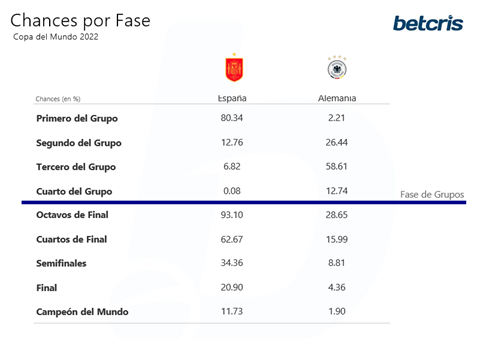 Chances por Fase
Copa del Mundo 2022
betcris
Chances (en %) España Alemania
Primero del Grupo 80.34 2.21
Segundo del Grupo 12.76 26.44
Tercero del Grupo 6.82 58.61
Cuarto del Grupo 0.08 12.74
Fase de Grupos
Octavos de Final 93.10 28.65
Cuartos de Final 62.67 15.99
Semifinales 34.36 8.81
Final 20.90 4.36
Campeón del Mundo 11.73 1.90